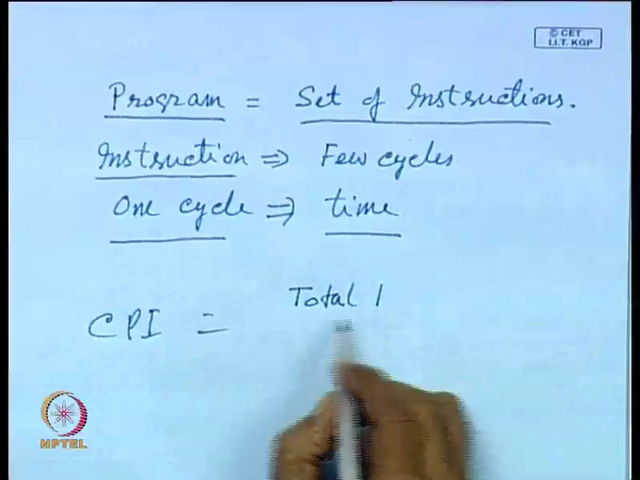 © CET
I.I.T. KGP
Program = Set of Instructions.
Instruction ⇒ Few cycles
One cycle ⇒ time
Total
CPI =
NPTEL